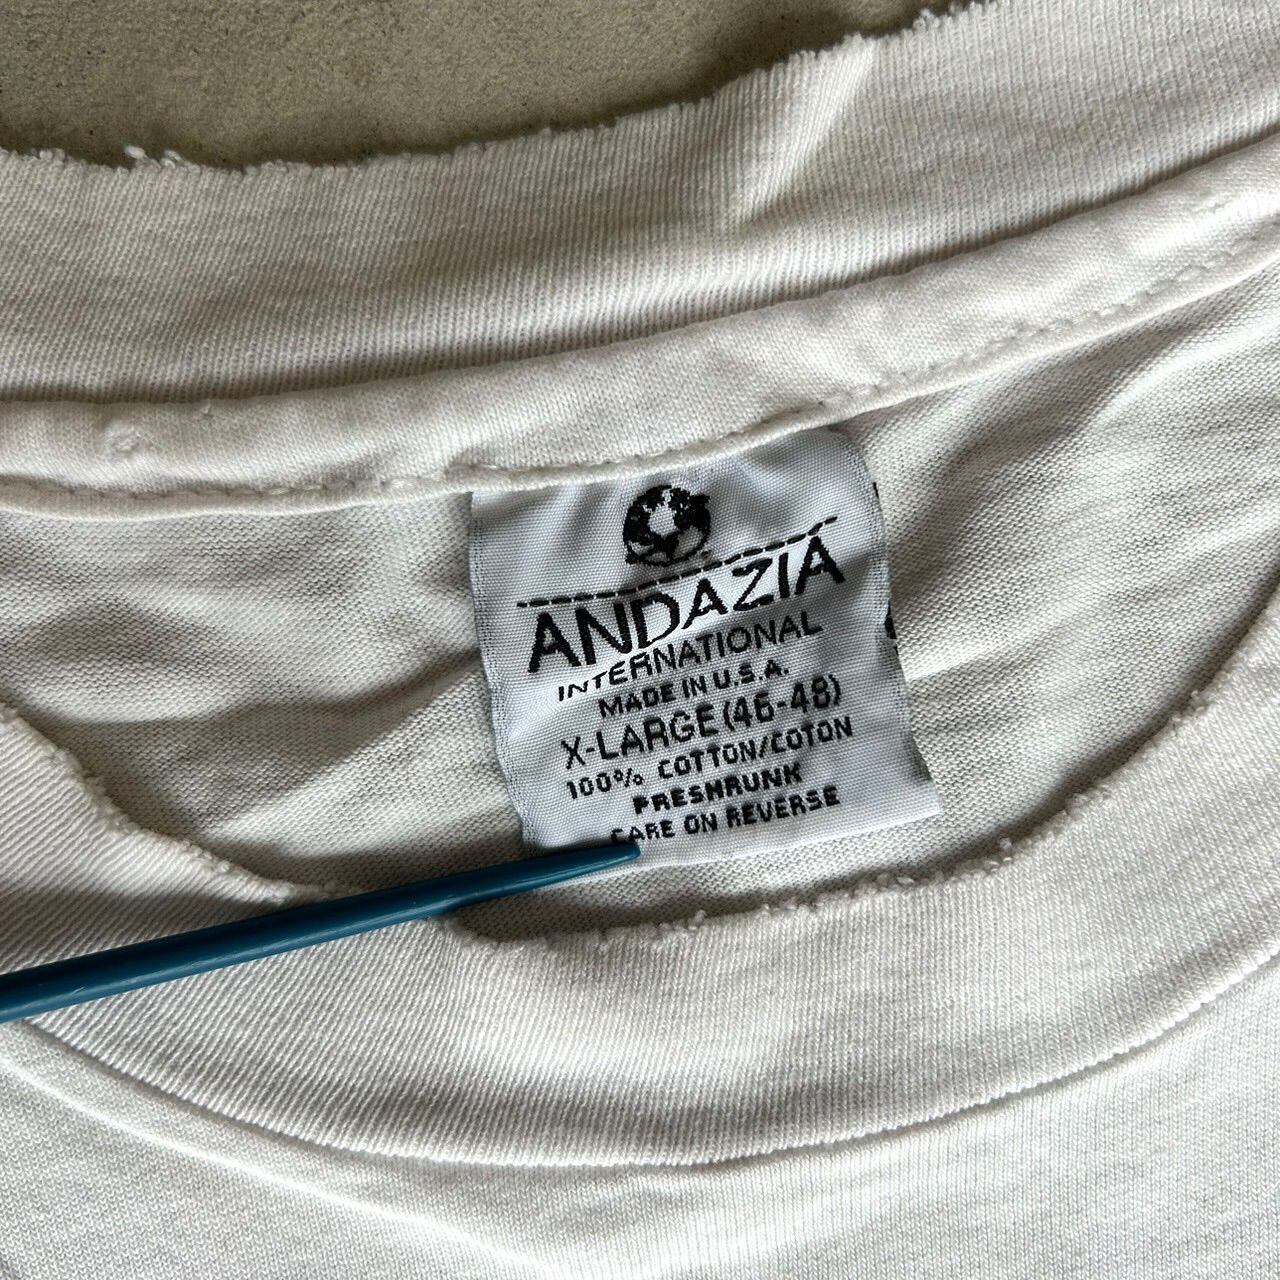 ANDAZIA
INTERNATIONAL
MADE IN U.S.A.
X-LARGE (46-48)
100% COTTON/COTON
PRESHRUNK
CARE ON REVERSE